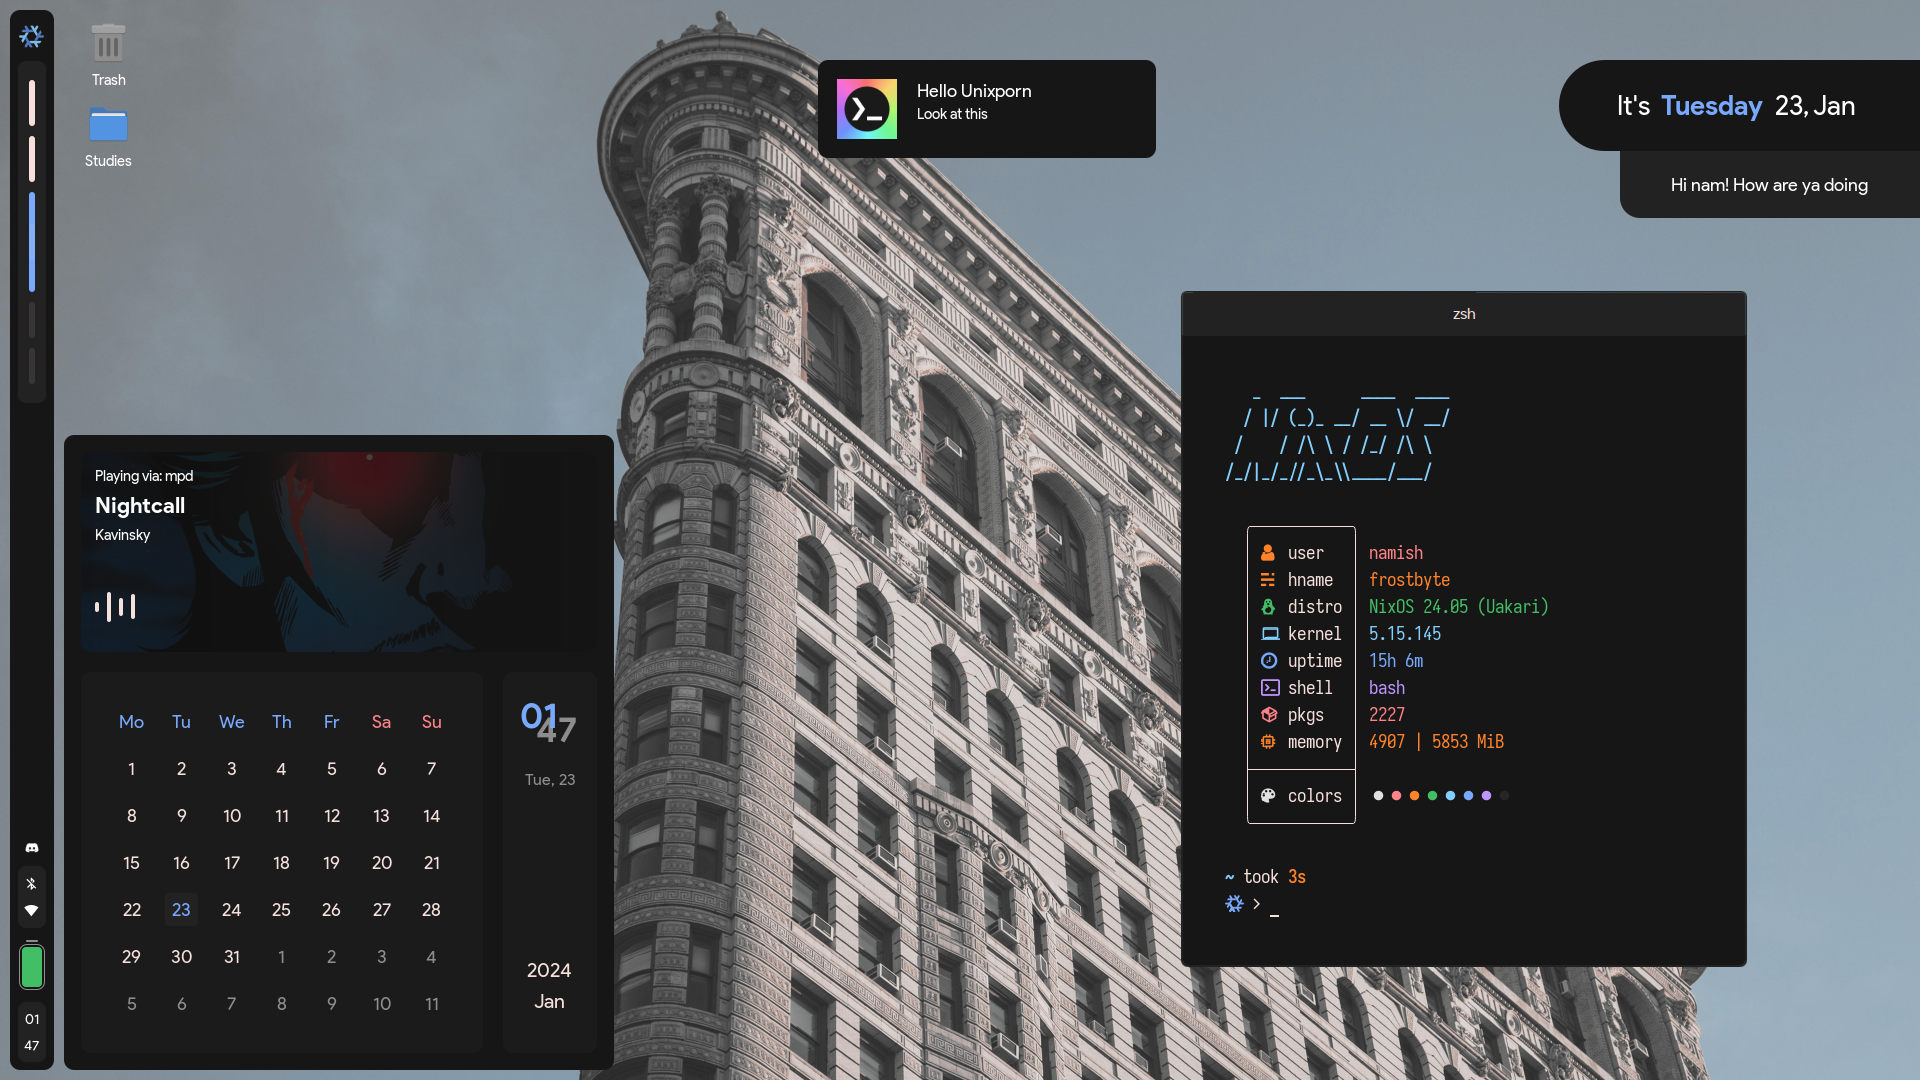 Trash
Studies
Hello Unixporn
Look at this
It's Tuesday 23, Jan
Hi nam! How are ya doing
Playing via: mpd
Nightcall
Kavinsky
Mo Tu We Th Fr Sa Su
1 2 3 4 5 6 7
8 9 10 11 12 13 14
15 16 17 18 19 20 21
22 23 24 25 26 27 28
29 30 31 1 2 3 4
5 6 7 8 9 10 11
01
47
Tue, 23
2024
Jan
01
47
zsh
user namish
hname frostbyte
distro NixOS 24.05 (Uakari)
kernel 5.15.145
uptime 15h 6m
shell bash
pkgs 2227
memory 4907 | 5853 MiB
colors
~ took 3s
> _